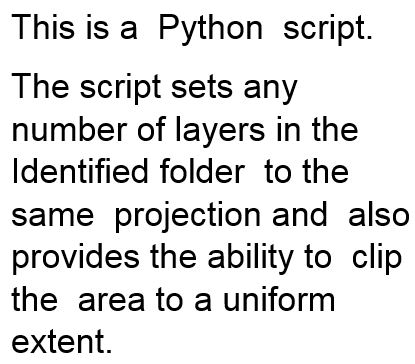 This is a Python script.
The script sets any
number of layers in the
Identified folder to the
same projection and also
provides the ability to clip
the area to a uniform
extent.